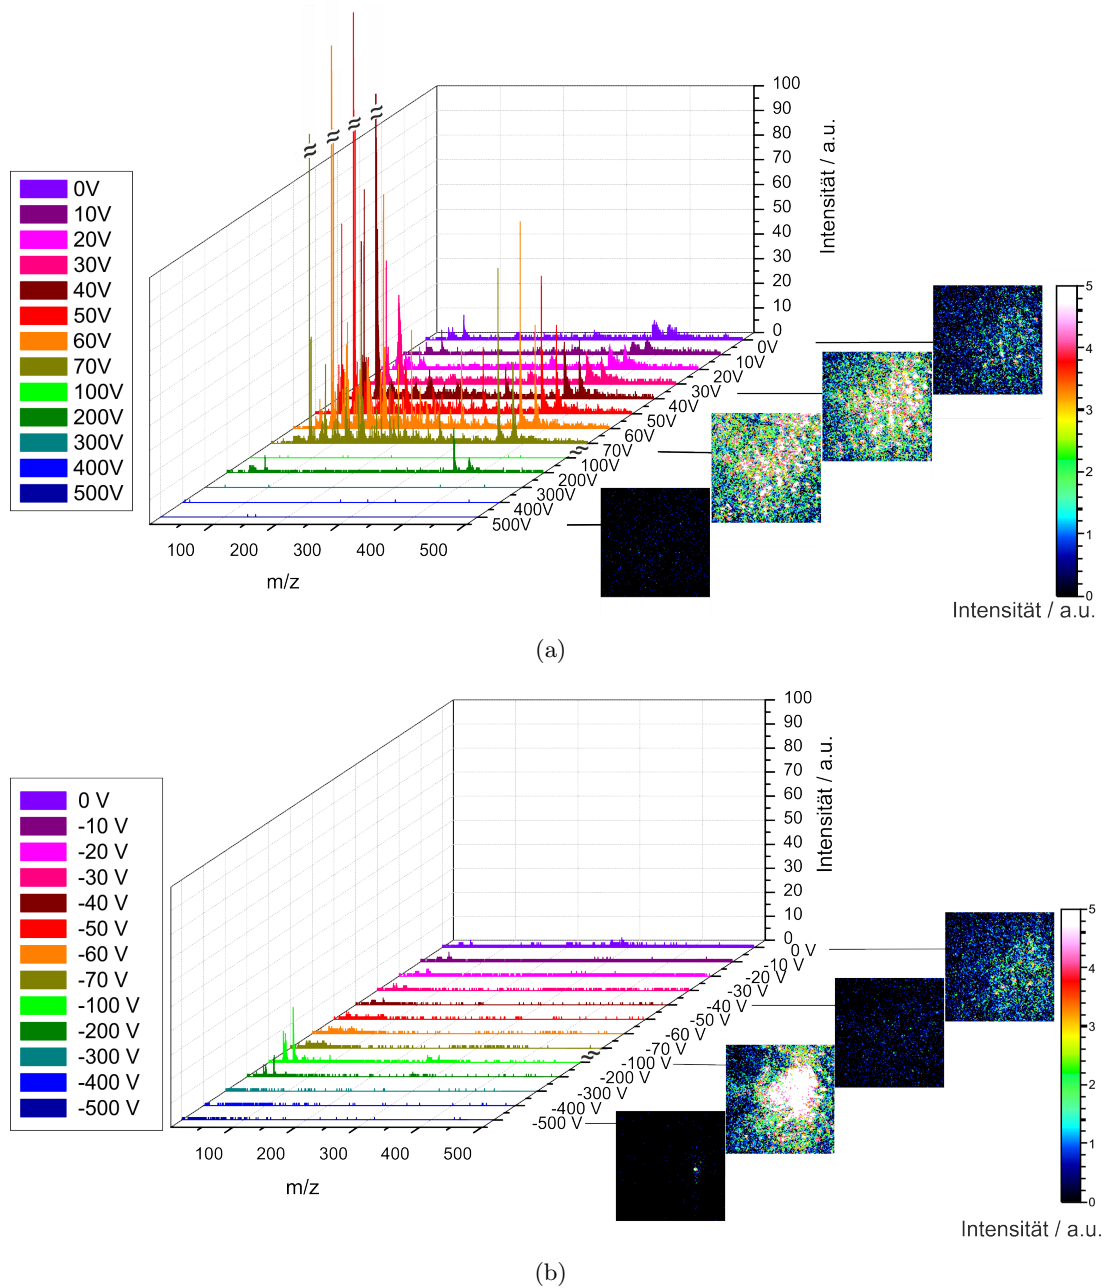 100
90
80
70
60
50
40
30
20
10
0
Intensität / a.u.
0V
10V
20V
30V
40V
50V
60V
70V
100V
200V
300V
400V
500V
0V
10V
20V
30V
40V
50V
60V
70V
100V
200V
300V
400V
500V
100 200 300 400 500
m/z
5
4
3
2
1
0
Intensität / a.u.
(a)
100
90
80
70
60
50
40
30
20
10
0
Intensität / a.u.
0 V
-10 V
-20 V
-30 V
-40 V
-50 V
-60 V
-70 V
-100 V
-200 V
-300 V
-400 V
-500 V
0 V
-10 V
-20 V
-30 V
-40 V
-50 V
-60 V
-70 V
-100 V
-200 V
-300 V
-400 V
-500 V
100 200 300 400 500
m/z
5
4
3
2
1
0
Intensität / a.u.
(b)